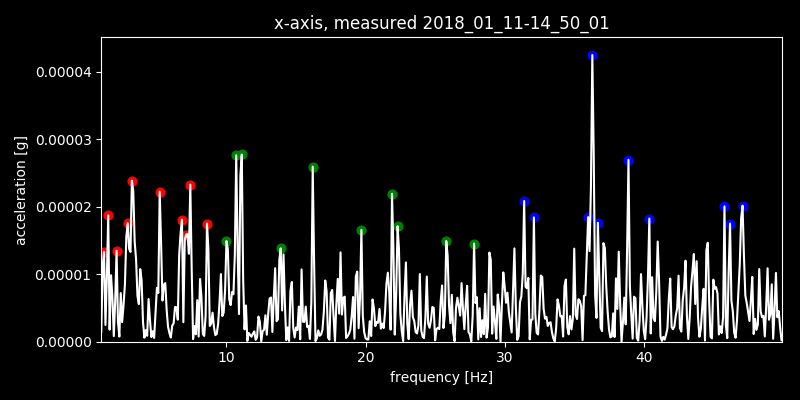 x-axis, measured 2018_01_11-14_50_01
acceleration [g]
0.00004
0.00003
0.00002
0.00001
0.00000
10 20 30 40
frequency [Hz]